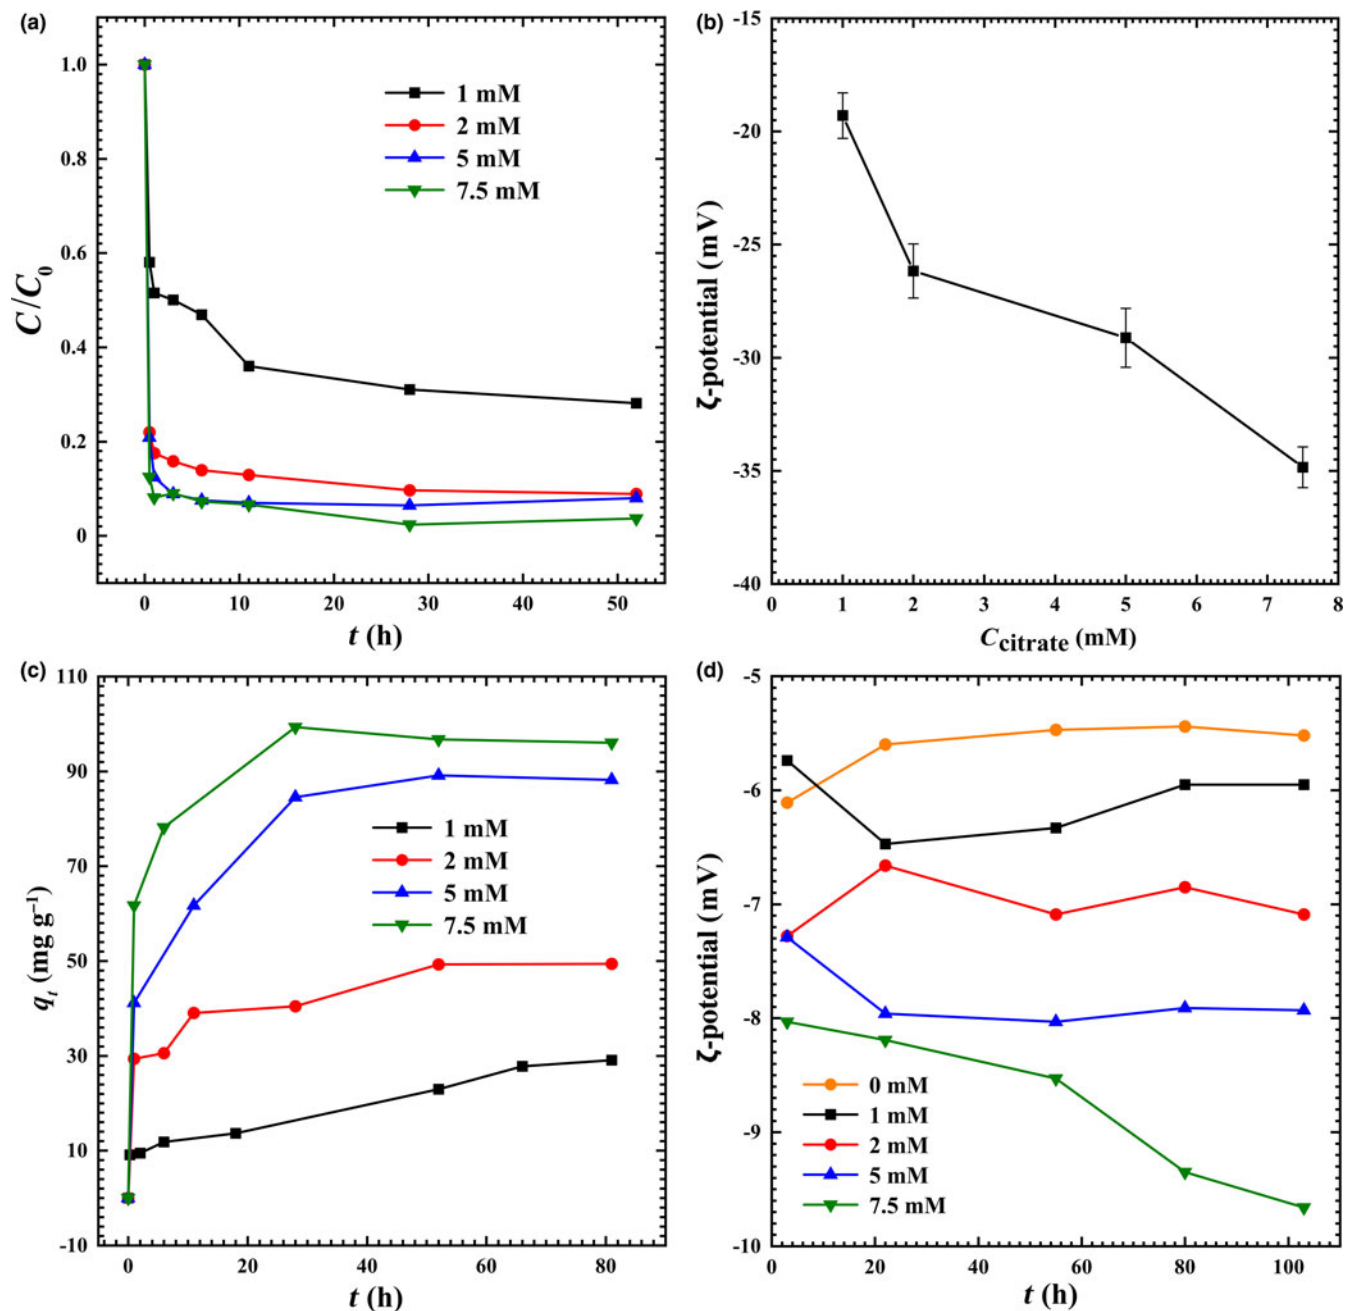 (a)
1.0
0.8
0.6
0.4
0.2
0
C/C₀
1 mM
2 mM
5 mM
7.5 mM
0 10 20 30 40 50
t (h)
(b)
-15
-20
-25
-30
-35
-40
ζ-potential (mV)
0 1 2 3 4 5 6 7 8
Ccitrate (mM)
(c)
110
90
70
50
30
10
-10
qt (mg g⁻¹)
1 mM
2 mM
5 mM
7.5 mM
0 20 40 60 80
t (h)
(d)
-5
-6
-7
-8
-9
-10
ζ-potential (mV)
0 mM
1 mM
2 mM
5 mM
7.5 mM
0 20 40 60 80 100
t (h)